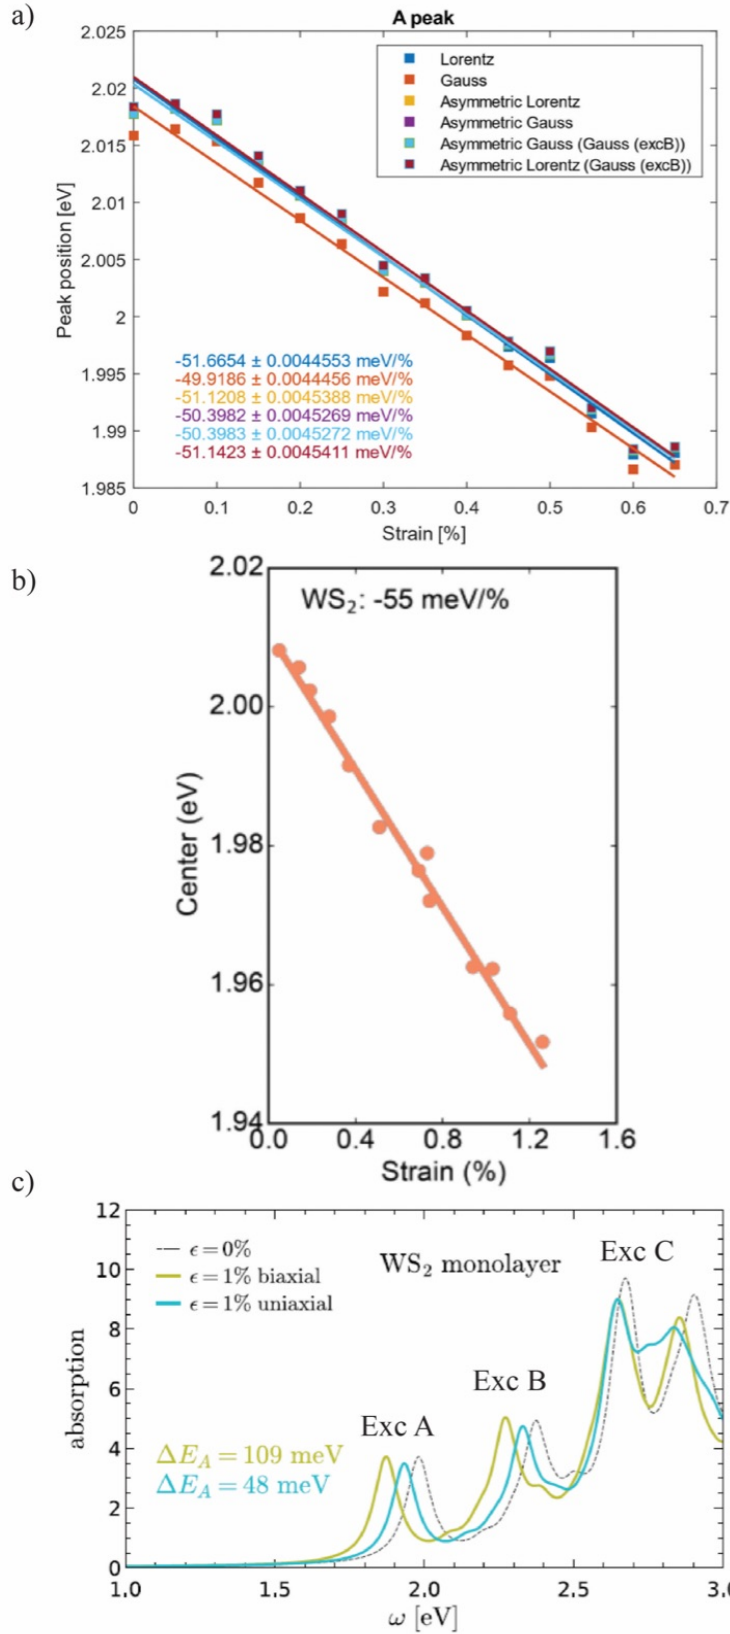 a)
A peak
2.025
2.02
2.015
2.01
2.005
2
1.995
1.99
1.985
Peak position [eV]
Lorentz
Gauss
Asymmetric Lorentz
Asymmetric Gauss
Asymmetric Gauss (Gauss (excB))
Asymmetric Lorentz (Gauss (excB))
-51.6654 ± 0.0044553 meV/%
-49.9186 ± 0.0044456 meV/%
-51.1208 ± 0.0045388 meV/%
-50.3982 ± 0.0045269 meV/%
-50.3983 ± 0.0045272 meV/%
-51.1423 ± 0.0045411 meV/%
0 0.1 0.2 0.3 0.4 0.5 0.6 0.7
Strain [%]
b)
2.02
2.00
1.98
1.96
1.94
Center (eV)
WS₂: -55 meV/%
0.0 0.4 0.8 1.2 1.6
Strain (%)
c)
12
10
8
6
4
2
0
absorption
ϵ = 0%
ϵ = 1% biaxial
ϵ = 1% uniaxial
WS₂ monolayer
Exc C
Exc B
Exc A
ΔE_A = 109 meV
ΔE_A = 48 meV
1.0 1.5 2.0 2.5 3.0
ω [eV]